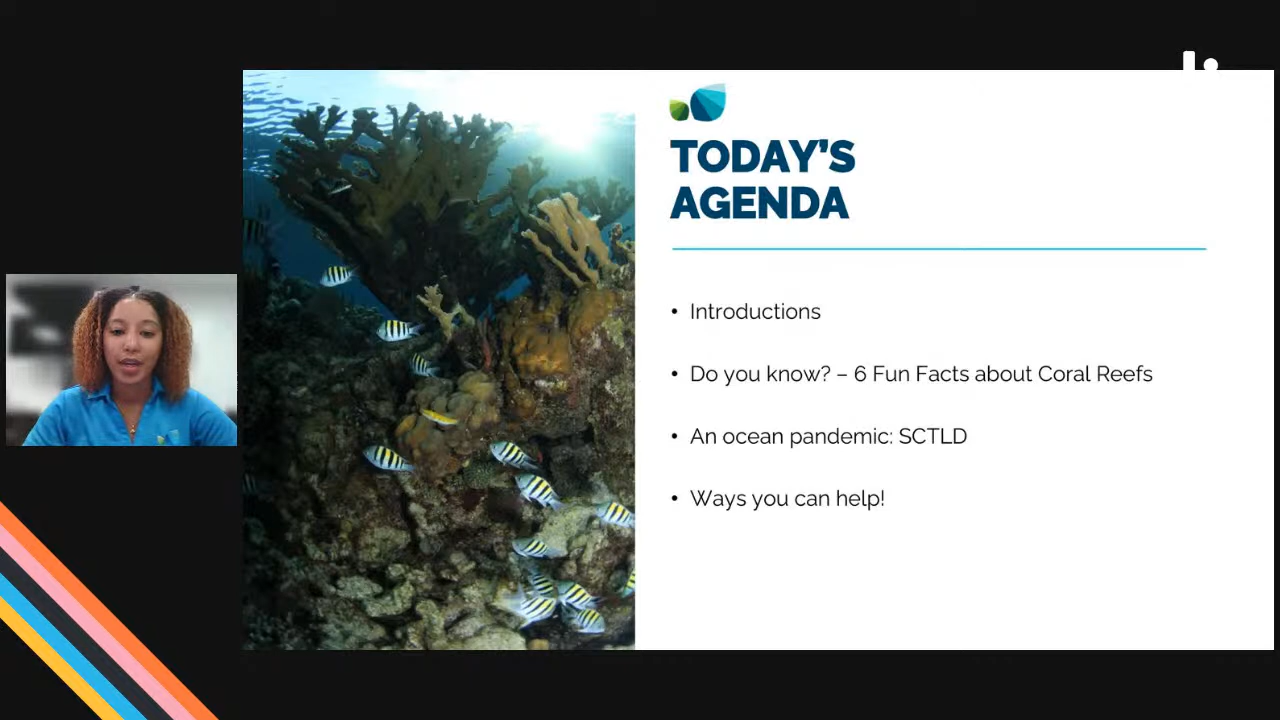 TODAY'S
AGENDA
• Introductions
• Do you know? – 6 Fun Facts about Coral Reefs
• An ocean pandemic: SCTLD
• Ways you can help!